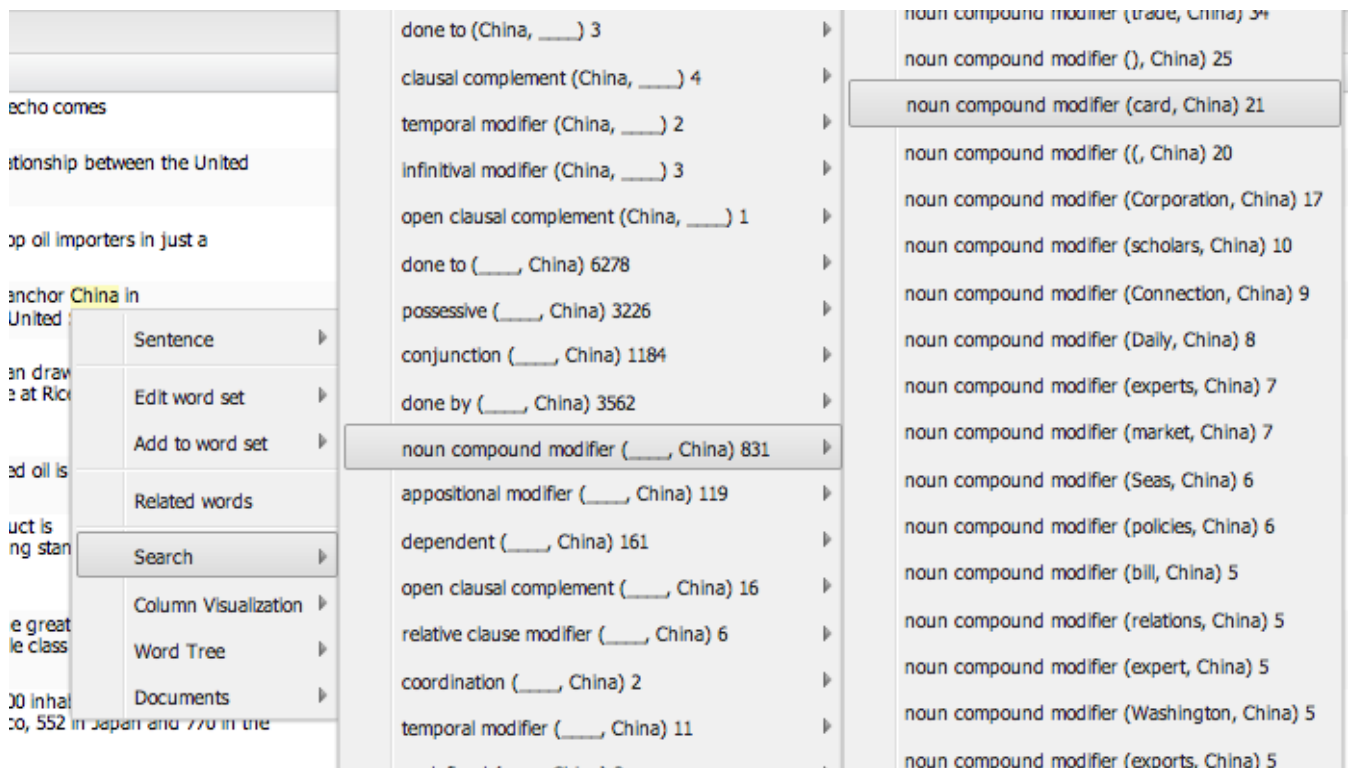 echo comes
ationship between the United
op oil importers in just a
anchor China in
United
an draw
e at Rice
ed oil is
uct is
ng stan
e great
le class
00 inhab
co, 552 in Japan and 770 in the
Sentence
Edit word set
Add to word set
Related words
Search
Column Visualization
Word Tree
Documents
done to (China, ____) 3
clausal complement (China, ____) 4
temporal modifier (China, ____) 2
infinitival modifier (China, ____) 3
open clausal complement (China, ____) 1
done to (____, China) 6278
possessive (____, China) 3226
conjunction (____, China) 1184
done by (____, China) 3562
noun compound modifier (____, China) 831
appositional modifier (____, China) 119
dependent (____, China) 161
open clausal complement (____, China) 16
relative clause modifier (____, China) 6
coordination (____, China) 2
temporal modifier (____, China) 11
noun compound modifier (trade, China) 34
noun compound modifier (), China) 25
noun compound modifier (card, China) 21
noun compound modifier ((, China) 20
noun compound modifier (Corporation, China) 17
noun compound modifier (scholars, China) 10
noun compound modifier (Connection, China) 9
noun compound modifier (Daily, China) 8
noun compound modifier (experts, China) 7
noun compound modifier (market, China) 7
noun compound modifier (Seas, China) 6
noun compound modifier (policies, China) 6
noun compound modifier (bill, China) 5
noun compound modifier (relations, China) 5
noun compound modifier (expert, China) 5
noun compound modifier (Washington, China) 5
noun compound modifier (exports, China) 5